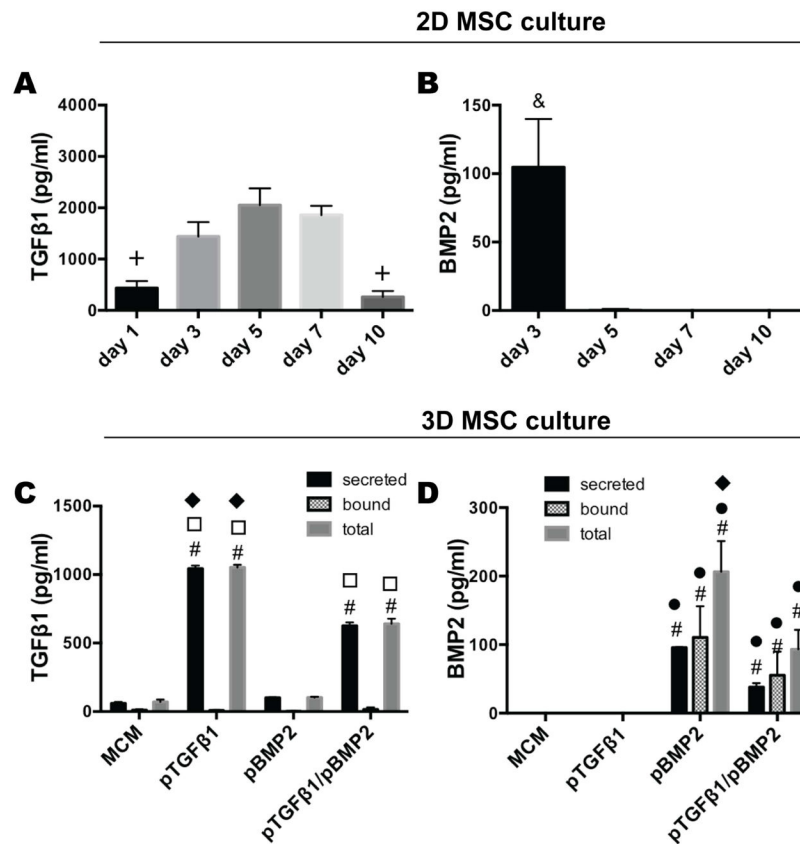 2D MSC culture
A
B
TGFβ1 (pg/ml)
4000
3000
2000
1000
0
+
+
day 1
day 3
day 5
day 7
day 10
BMP2 (pg/ml)
150
100
50
0
&
day 3
day 5
day 7
day 10
3D MSC culture
C
TGFβ1 (pg/ml)
1500
1000
500
0
secreted
bound
total
◆ ◆
□ □
# #
□ □
# #
MCM
pTGFβ1
pBMP2
pTGFβ1/pBMP2
D
BMP2 (pg/ml)
300
200
100
0
secreted
bound
total
◆
●
#
●
#
●
#
●
#
●
#
●
#
MCM
pTGFβ1
pBMP2
pTGFβ1/pBMP2